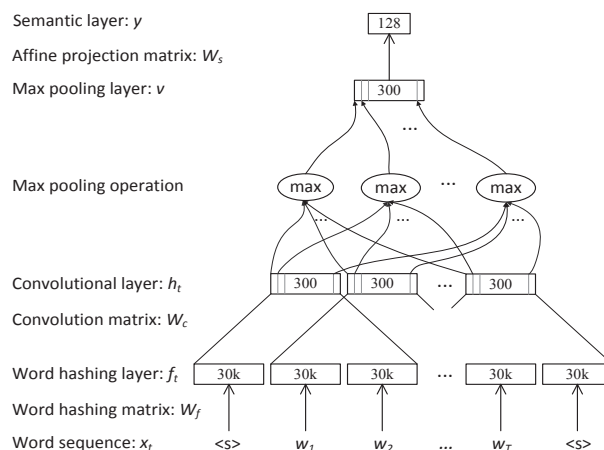 Semantic layer: y 128
Affine projection matrix: Ws
Max pooling layer: v 300
...
Max pooling operation max max ... max
... ... ...
Convolutional layer: ht 300 300 ... 300
Convolution matrix: Wc
Word hashing layer: ft 30k 30k 30k ... 30k 30k
Word hashing matrix: Wf
Word sequence: xt <s> w1 w2 ... wT <s>